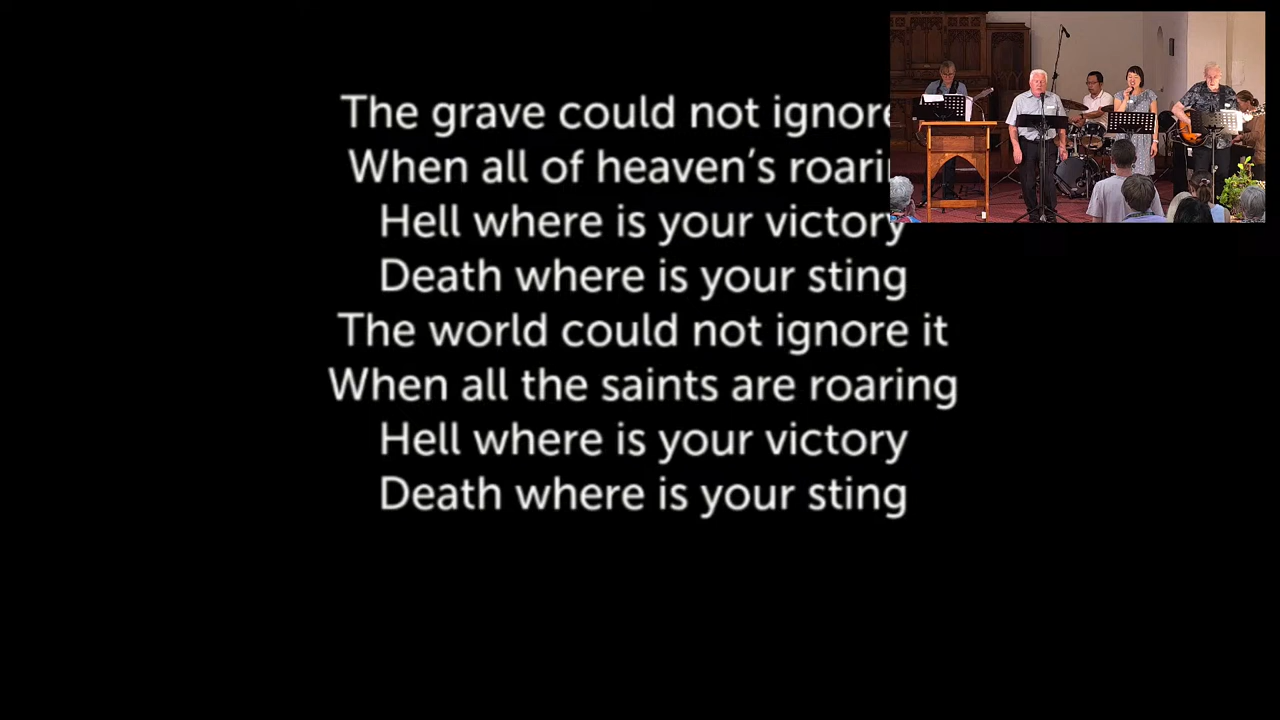 The grave could not ignore
When all of heaven's roari
Hell where is your victory
Death where is your sting
The world could not ignore it
When all the saints are roaring
Hell where is your victory
Death where is your sting